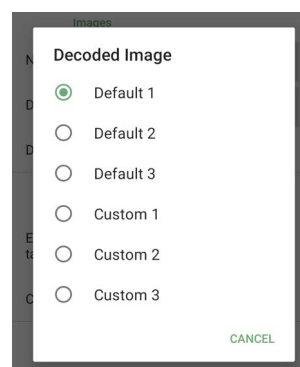 Images
Decoded Image
Default 1
Default 2
Default 3
Custom 1
Custom 2
Custom 3
CANCEL